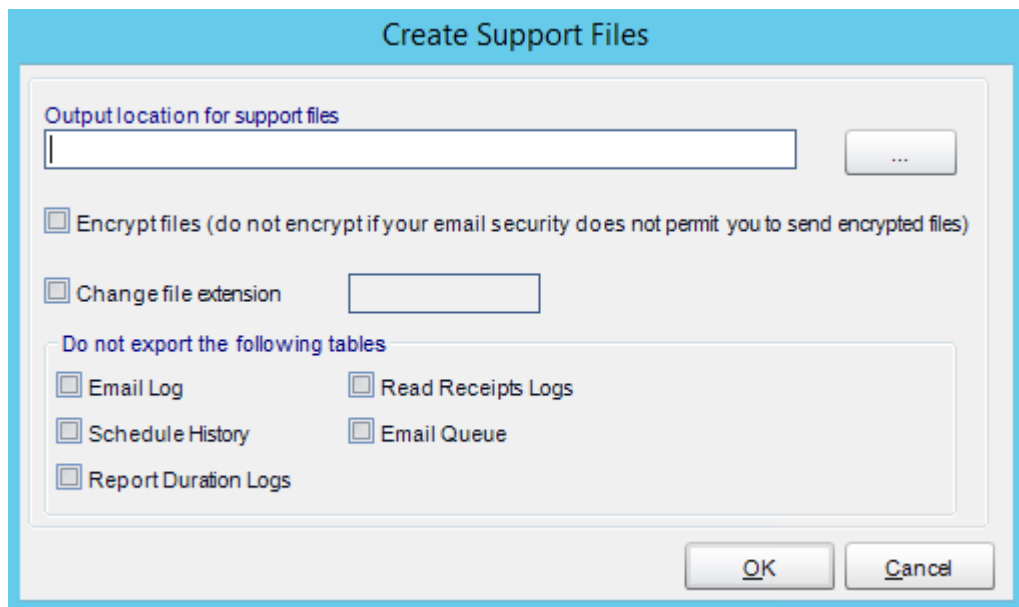 Create Support Files
Output location for support files
...
Encrypt files (do not encrypt if your email security does not permit you to send encrypted files)
Change file extension
Do not export the following tables
Email Log
Read Receipts Logs
Schedule History
Email Queue
Report Duration Logs
OK
Cancel